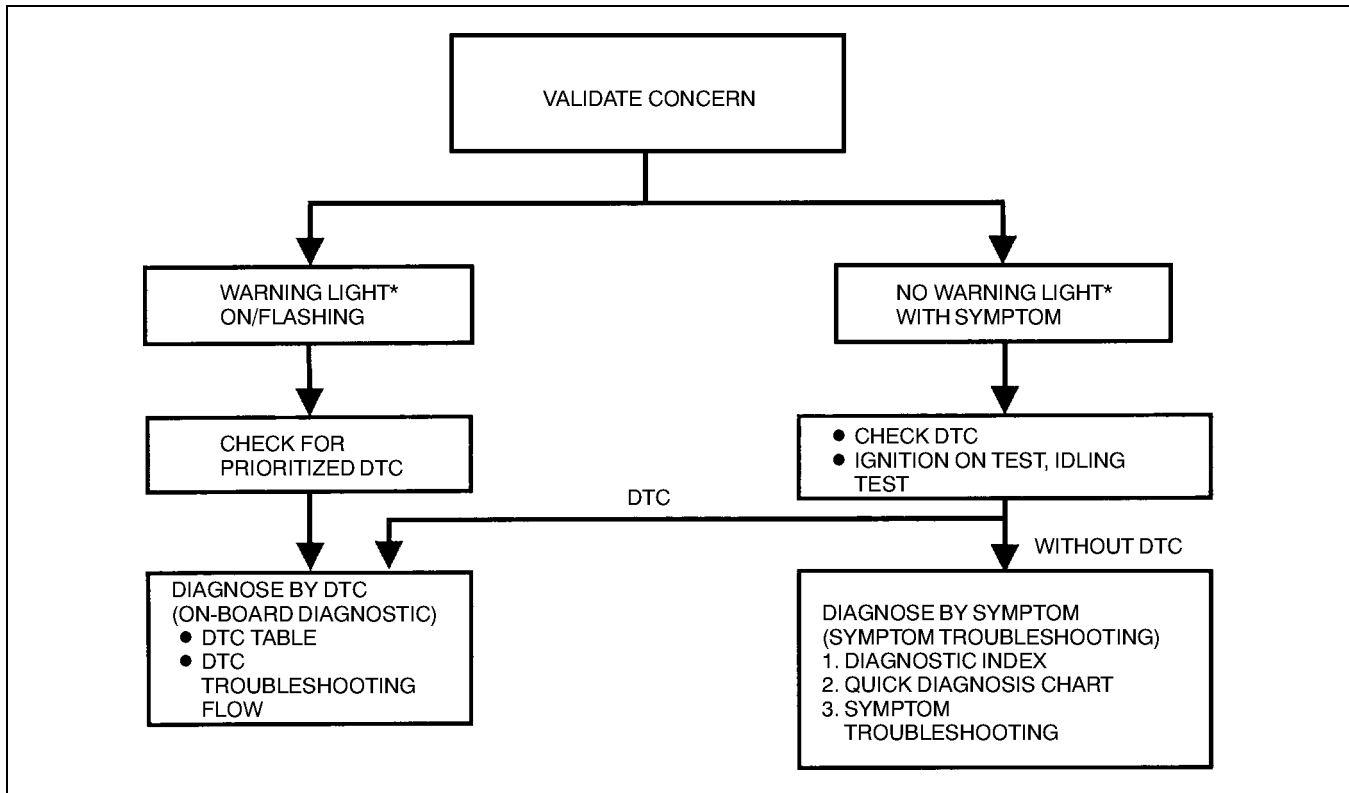 VALIDATE CONCERN
WARNING LIGHT*
ON/FLASHING
NO WARNING LIGHT*
WITH SYMPTOM
CHECK FOR
PRIORITIZED DTC
● CHECK DTC
● IGNITION ON TEST, IDLING
TEST
DTC
WITHOUT DTC
DIAGNOSE BY DTC
(ON-BOARD DIAGNOSTIC)
● DTC TABLE
● DTC
TROUBLESHOOTING
FLOW
DIAGNOSE BY SYMPTOM
(SYMPTOM TROUBLESHOOTING)
1. DIAGNOSTIC INDEX
2. QUICK DIAGNOSIS CHART
3. SYMPTOM
TROUBLESHOOTING